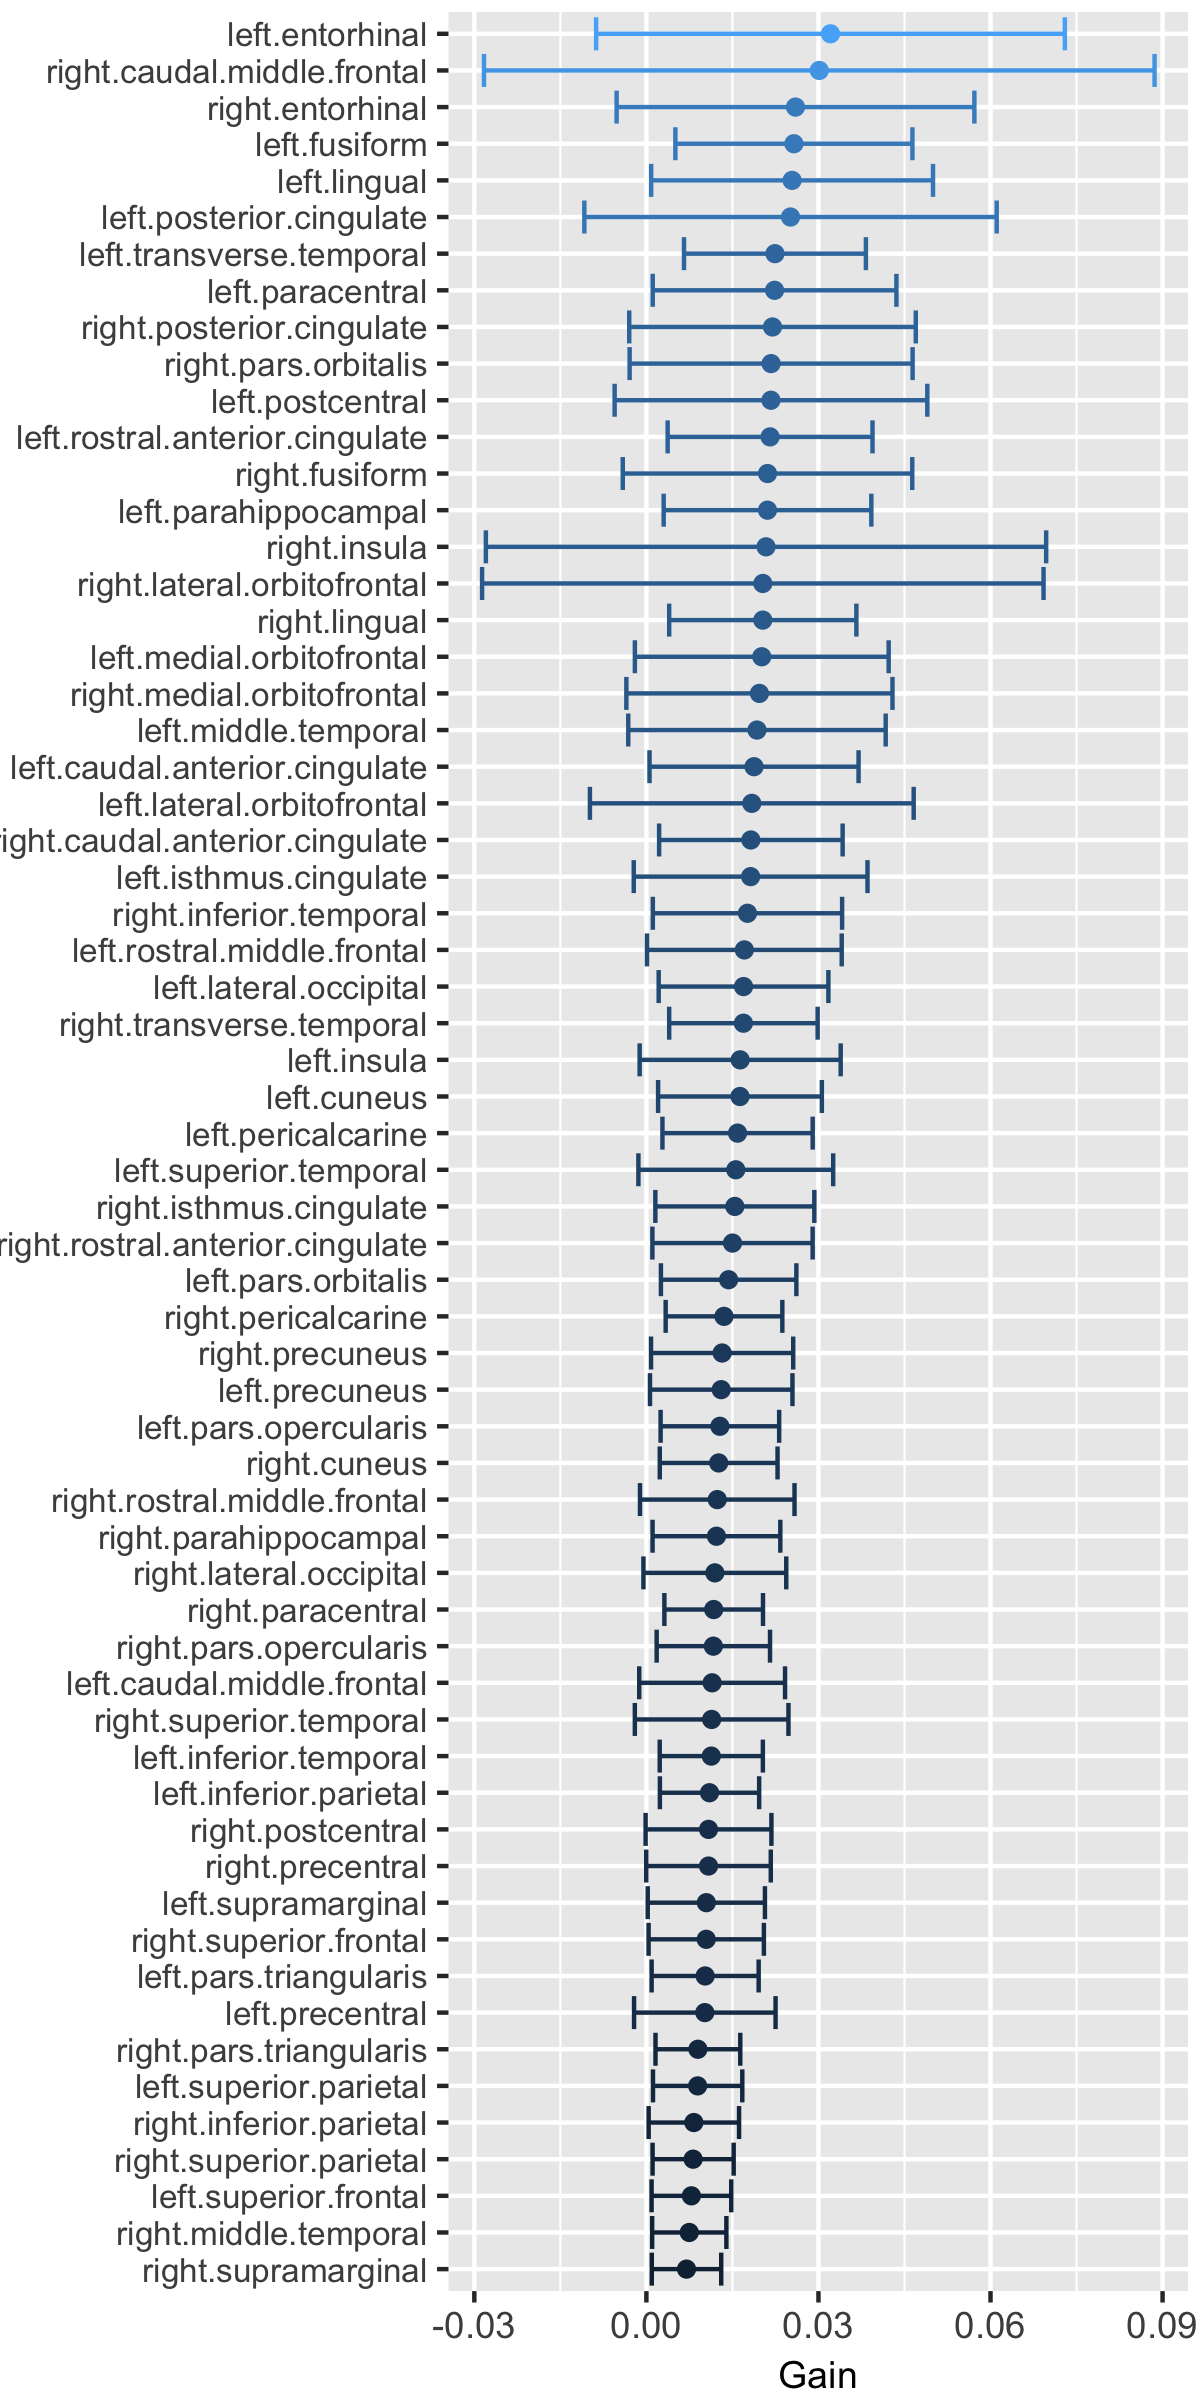 left.entorhinal
right.caudal.middle.frontal
right.entorhinal
left.fusiform
left.lingual
left.posterior.cingulate
left.transverse.temporal
left.paracentral
right.posterior.cingulate
right.pars.orbitalis
left.postcentral
left.rostral.anterior.cingulate
right.fusiform
left.parahippocampal
right.insula
right.lateral.orbitofrontal
right.lingual
left.medial.orbitofrontal
right.medial.orbitofrontal
left.middle.temporal
left.caudal.anterior.cingulate
left.lateral.orbitofrontal
right.caudal.anterior.cingulate
left.isthmus.cingulate
right.inferior.temporal
left.rostral.middle.frontal
left.lateral.occipital
right.transverse.temporal
left.insula
left.cuneus
left.pericalcarine
left.superior.temporal
right.isthmus.cingulate
right.rostral.anterior.cingulate
left.pars.orbitalis
right.pericalcarine
right.precuneus
left.precuneus
left.pars.opercularis
right.cuneus
right.rostral.middle.frontal
right.parahippocampal
right.lateral.occipital
right.paracentral
right.pars.opercularis
left.caudal.middle.frontal
right.superior.temporal
left.inferior.temporal
left.inferior.parietal
right.postcentral
right.precentral
left.supramarginal
right.superior.frontal
left.pars.triangularis
left.precentral
right.pars.triangularis
left.superior.parietal
right.inferior.parietal
right.superior.parietal
left.superior.frontal
right.middle.temporal
right.supramarginal
-0.03 0.00 0.03 0.06 0.09
Gain